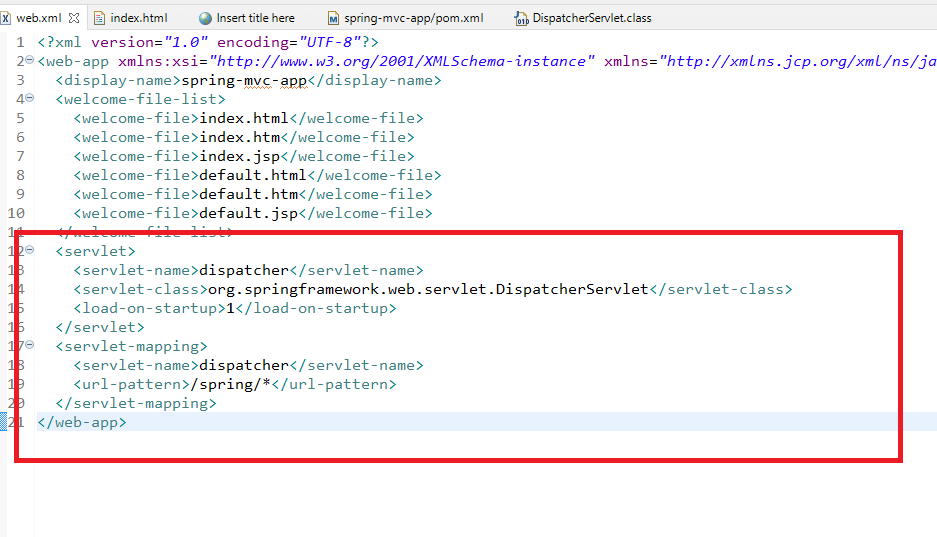 web.xml index.html Insert title here spring-mvc-app/pom.xml DispatcherServlet.class
1 <?xml version="1.0" encoding="UTF-8"?>
2 <web-app xmlns:xsi="http://www.w3.org/2001/XMLSchema-instance" xmlns="http://xmlns.jcp.org/xml/ns/ja
3 <display-name>spring-mvc-app</display-name>
4 <welcome-file-list>
5 <welcome-file>index.html</welcome-file>
6 <welcome-file>index.htm</welcome-file>
7 <welcome-file>index.jsp</welcome-file>
8 <welcome-file>default.html</welcome-file>
9 <welcome-file>default.htm</welcome-file>
10 <welcome-file>default.jsp</welcome-file>
11 </welcome-file-list>
12 <servlet>
13 <servlet-name>dispatcher</servlet-name>
14 <servlet-class>org.springframework.web.servlet.DispatcherServlet</servlet-class>
15 <load-on-startup>1</load-on-startup>
16 </servlet>
17 <servlet-mapping>
18 <servlet-name>dispatcher</servlet-name>
19 <url-pattern>/spring/*</url-pattern>
20 </servlet-mapping>
21 </web-app>